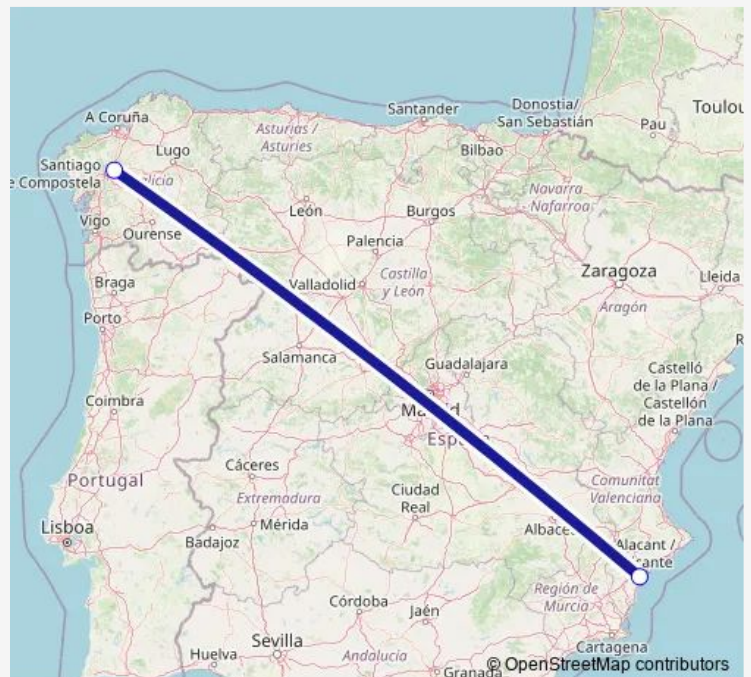 A Coruña
Santander
Donostia/
San Sebastián
Toulou
Pau
Asturias /
Asturies
Lugo
Bilbao
Santiago
e Compostela
Navarra
Nafarroa
León
Burgos
Vigo
Ourense
Palencia
Zaragoza
Lleida
Braga
Valladolid
Castilla
y León
Aragón
Porto
Salamanca
Guadalajara
Castelló
de la Plana /
Castellón
de la Plana
Coimbra
Portugal
Cáceres
Extremadura
Ciudad
Real
Comunitat
Valenciana
Lisboa
Mérida
Badajoz
Albace
Alacant /
Región de
Murcia
Córdoba
Jaén
Sevilla
Cartagena
Huelva
Andalucía
Granada
© OpenStreetMap contributors